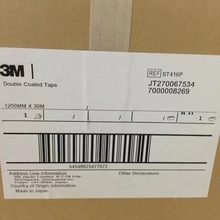 3M
Double Coated Tape
REF ST416P
JT270067534
7000008269
1200MM X 30M
1 / / / / 1
Address Line Information
Other Declarations
Country of Origin Information
Made in Japan